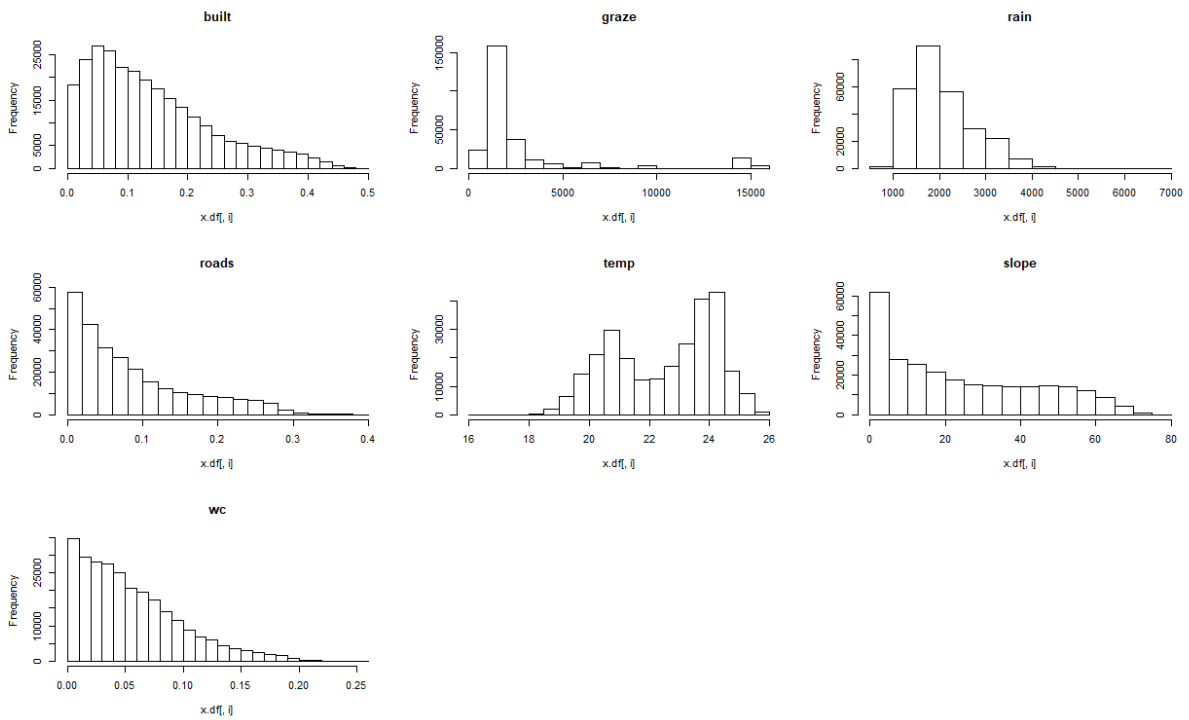 built
Frequency
0 5000 15000 25000
0.0 0.1 0.2 0.3 0.4 0.5
x.df[, i]
graze
Frequency
0 50000 150000
0 5000 10000 15000
x.df[, i]
rain
Frequency
0 20000 60000
1000 2000 3000 4000 5000 6000 7000
x.df[, i]
roads
Frequency
0 20000 40000 60000
0.0 0.1 0.2 0.3 0.4
x.df[, i]
temp
Frequency
0 10000 30000
16 18 20 22 24 26
x.df[, i]
slope
Frequency
0 20000 40000 60000
0 20 40 60 80
x.df[, i]
wc
Frequency
0 10000 25000
0.00 0.05 0.10 0.15 0.20 0.25
x.df[, i]